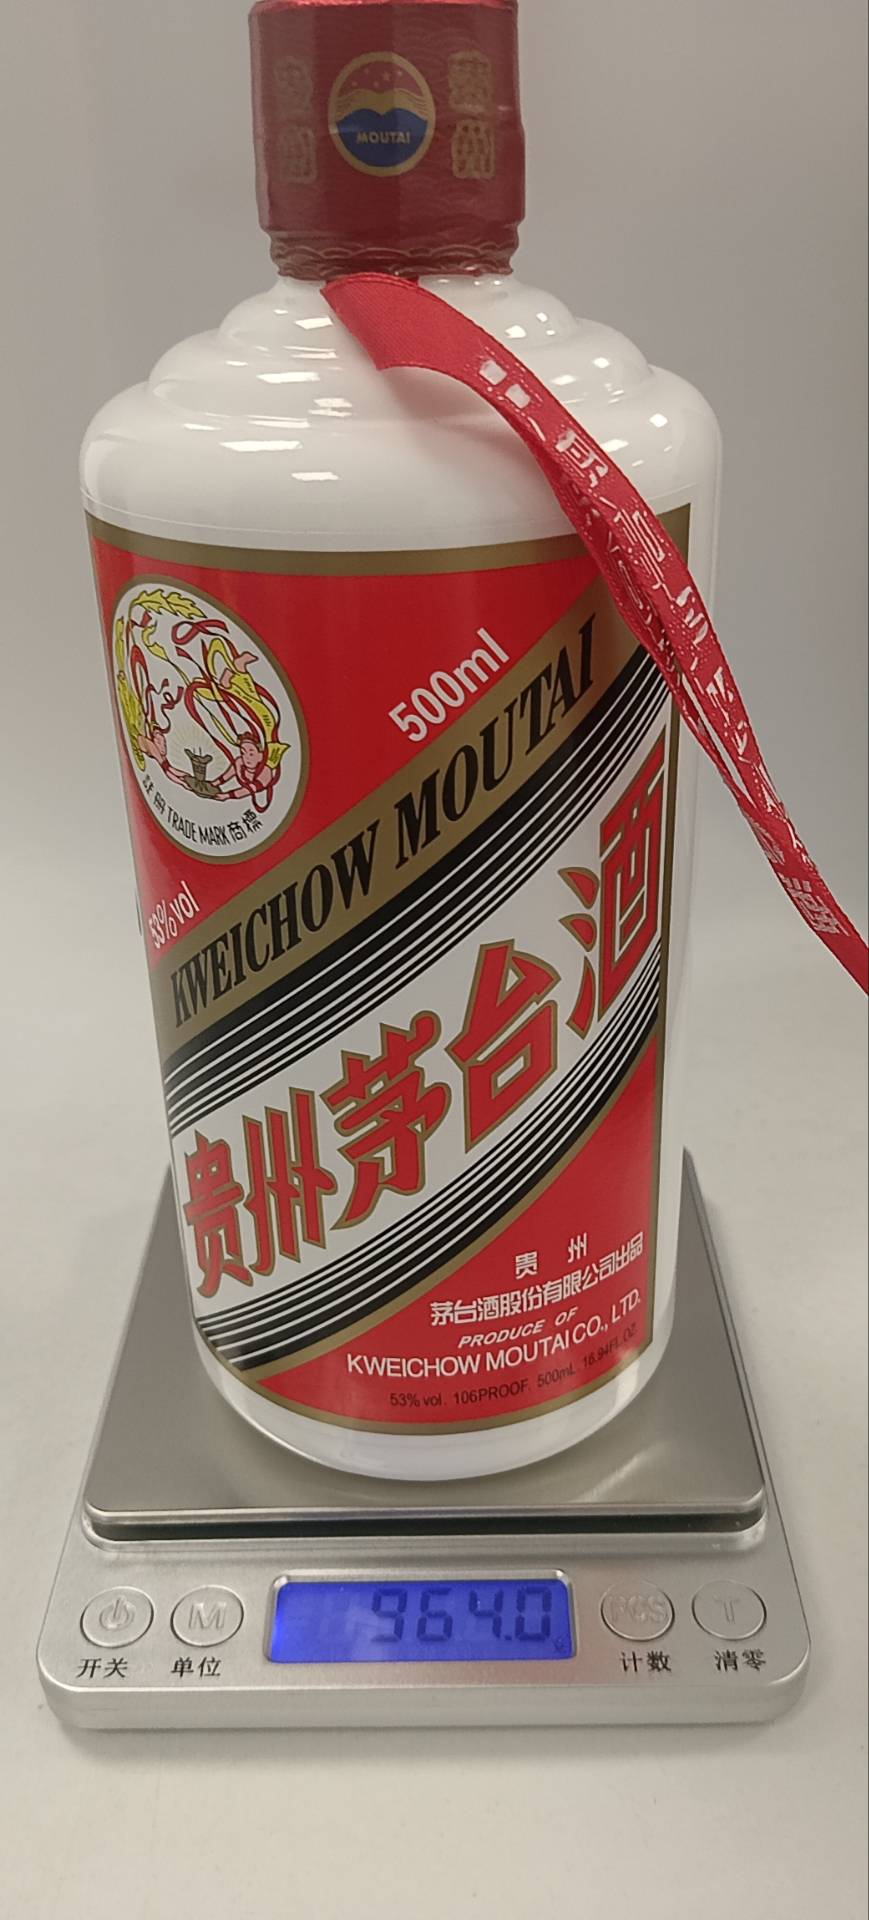 MOUTAI
500ml
註册 TRADE MARK 商標
53%vol
KWEICHOW MOUTAI
贵州茅台酒
贵 州
茅台酒股份有限公司出品
PRODUCE OF
KWEICHOW MOUTAI CO., LTD.
53% vol. 106PROOF. 500mL 16.94FL.OZ.
964.0
M
PCS
T
开关
单位
计数
清零